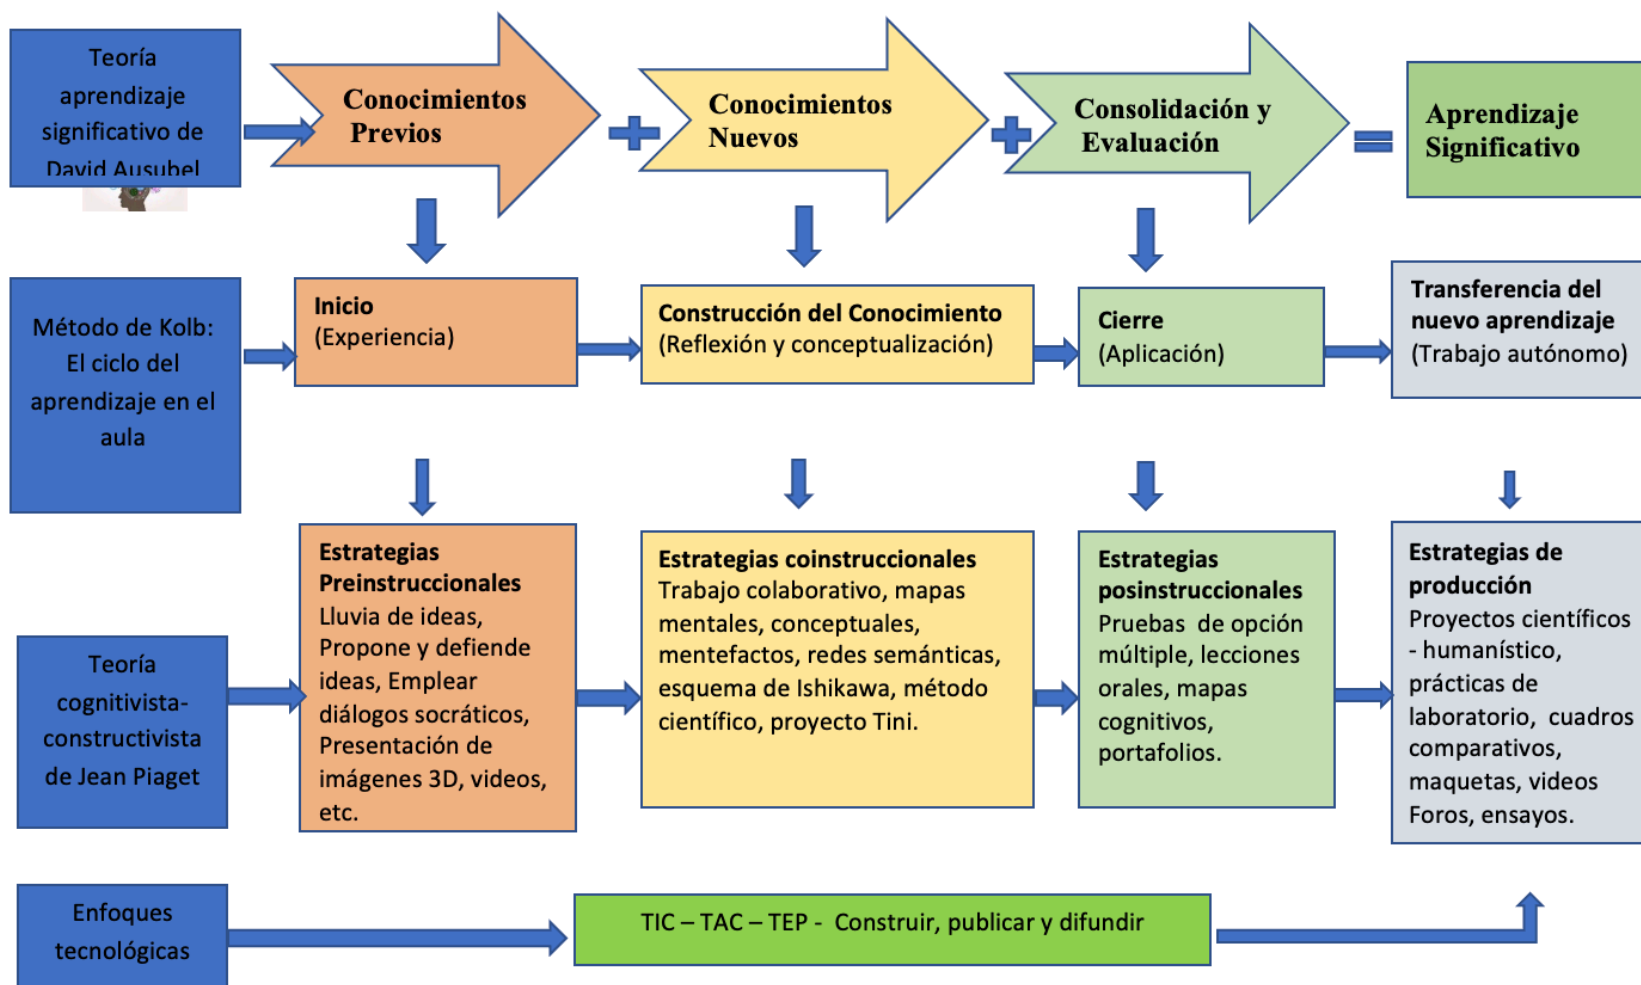 Teoría
aprendizaje
significativo de
David Ausubel
Conocimientos
Previos
Conocimientos
Nuevos
Consolidación y
Evaluación
Aprendizaje
Significativo
Método de Kolb:
El ciclo del
aprendizaje en el
aula
Inicio
(Experiencia)
Construcción del Conocimiento
(Reflexión y conceptualización)
Cierre
(Aplicación)
Transferencia del
nuevo aprendizaje
(Trabajo autónomo)
Teoría
cognitivista-
constructivista
de Jean Piaget
Estrategias
Preinstruccionales
Lluvia de ideas,
Propone y defiende
ideas, Emplear
diálogos socráticos,
Presentación de
imágenes 3D, videos,
etc.
Estrategias coinstruccionales
Trabajo colaborativo, mapas
mentales, conceptuales,
mentefactos, redes semánticas,
esquema de Ishikawa, método
científico, proyecto Tini.
Estrategias
posinstruccionales
Pruebas de opción
múltiple, lecciones
orales, mapas
cognitivos,
portafolios.
Estrategias de
producción
Proyectos científicos
- humanístico,
prácticas de
laboratorio, cuadros
comparativos,
maquetas, videos
Foros, ensayos.
Enfoques
tecnológicas
TIC – TAC – TEP - Construir, publicar y difundir